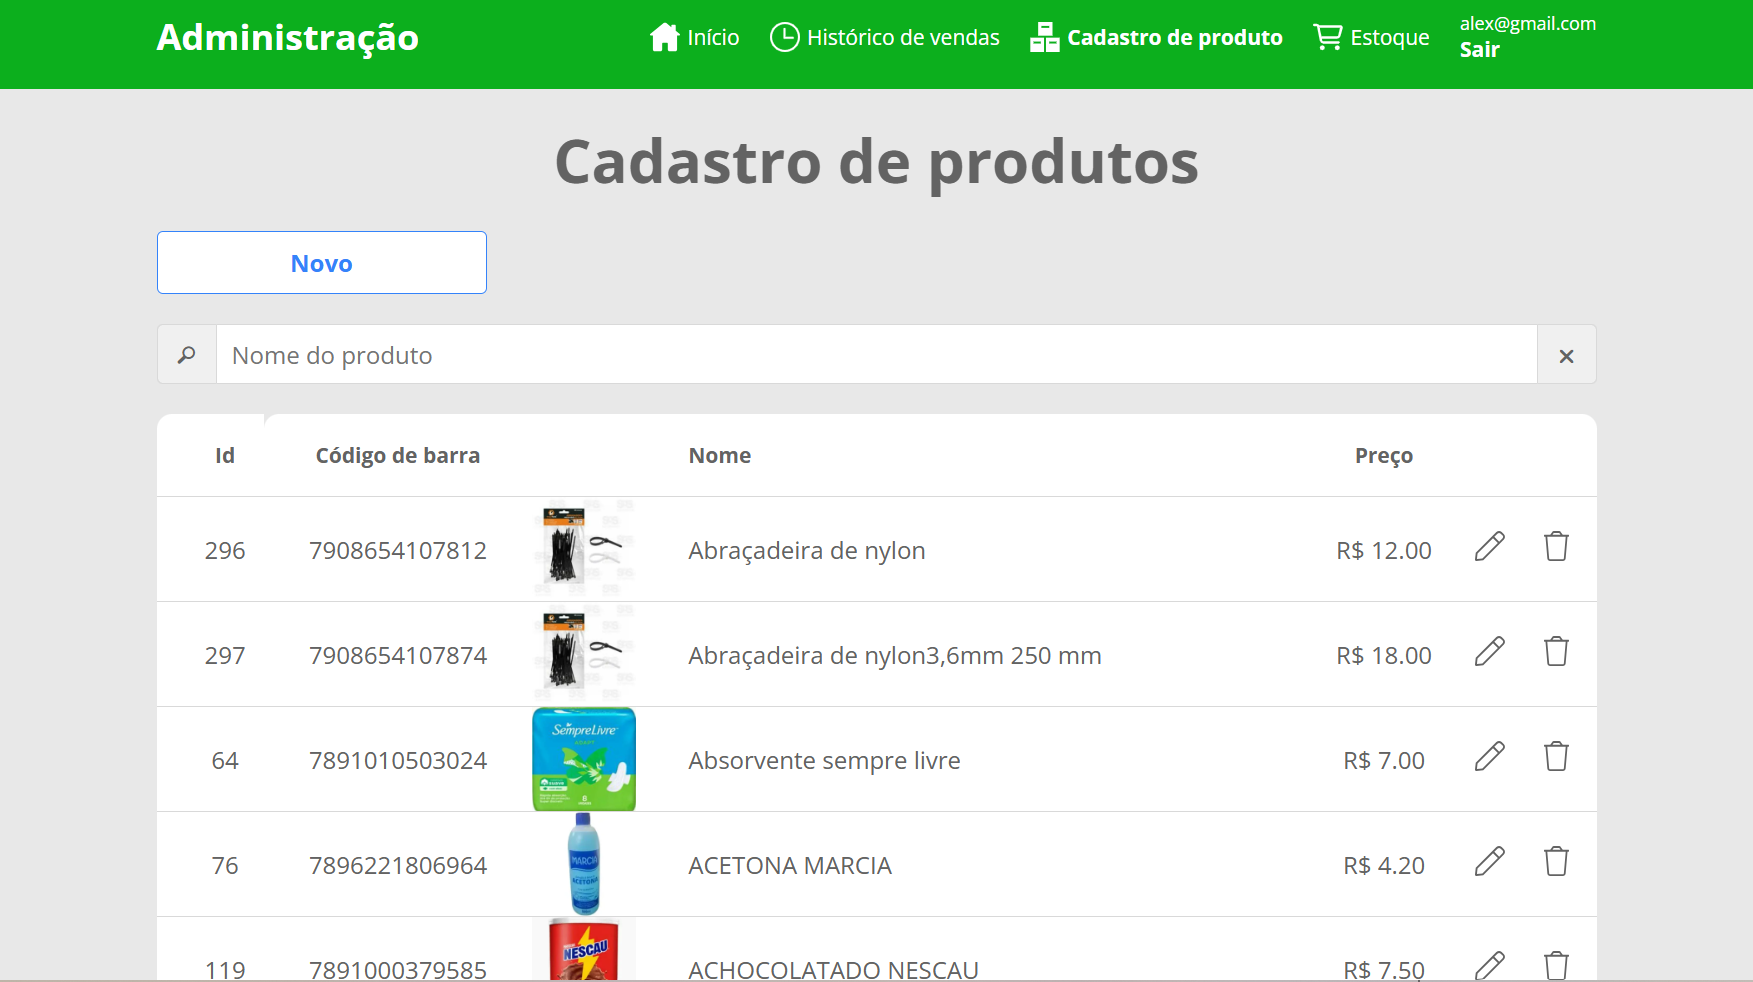 Administração
Início
Histórico de vendas
Cadastro de produto
Estoque
alex@gmail.com
Sair
Cadastro de produtos
Novo
Nome do produto
Id Código de barra Nome Preço
296 7908654107812 Abraçadeira de nylon R$ 12.00
297 7908654107874 Abraçadeira de nylon3,6mm 250 mm R$ 18.00
SempreLivre
64 7891010503024 Absorvente sempre livre R$ 7.00
MARCIA
ACETONA
76 7896221806964 ACETONA MARCIA R$ 4.20
NESCAU
119 7891000379585 ACHOCOLATADO NESCAU R$ 7.50